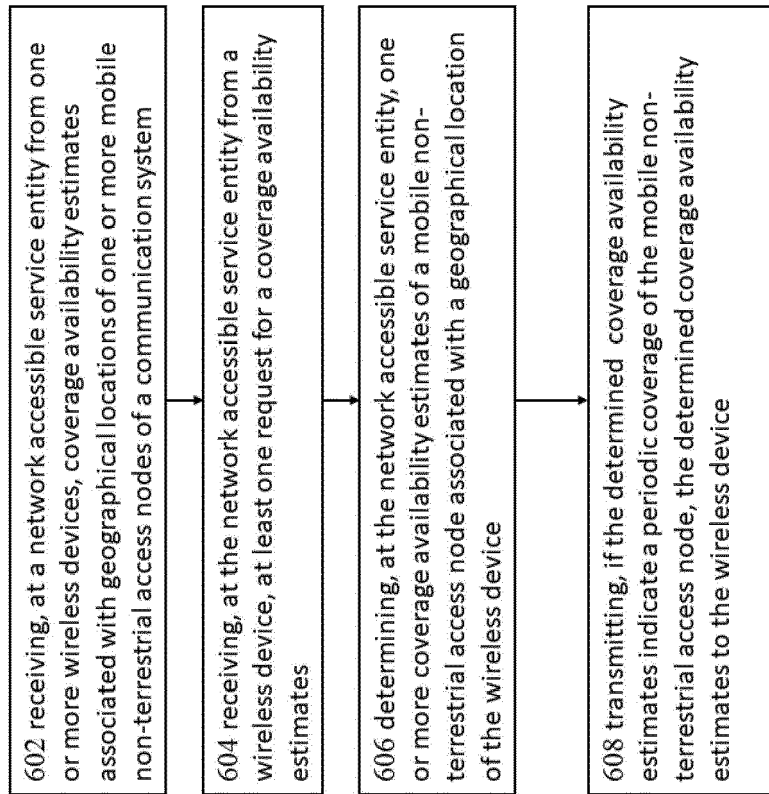 602 receiving, at a network accessible service entity from one
or more wireless devices, coverage availability estimates
associated with geographical locations of one or more mobile
non-terrestrial access nodes of a communication system
604 receiving, at the network accessible service entity from a
wireless device, at least one request for a coverage availability
estimates
606 determining, at the network accessible service entity, one
or more coverage availability estimates of a mobile non-
terrestrial access node associated with a geographical location
of the wireless device
608 transmitting, if the determined coverage availability
estimates indicate a periodic coverage of the mobile non-
terrestrial access node, the determined coverage availability
estimates to the wireless device